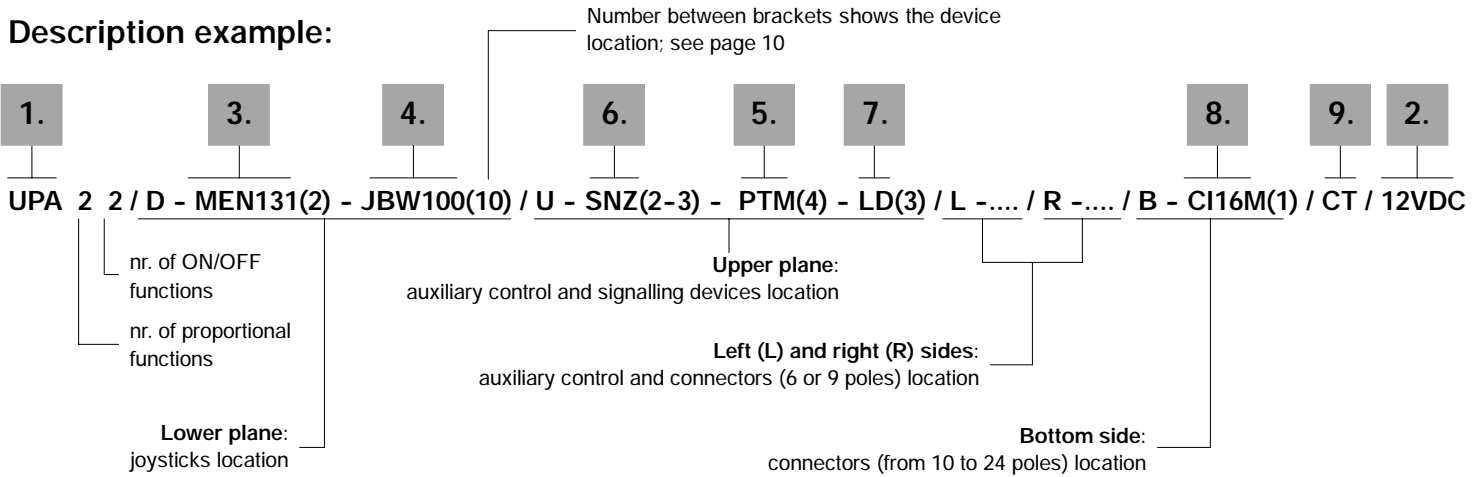 Description example:
Number between brackets shows the device
location; see page 10
1.
3.
4.
6.
5.
7.
8.
9.
2.
UPA 2 2 / D - MEN131(2) - JBW100(10) / U - SNZ(2-3) - PTM(4) - LD(3) / L -.... / R -.... / B - CI16M(1) / CT / 12VDC
nr. of ON/OFF
functions
nr. of proportional
functions
Lower plane:
joysticks location
Upper plane:
auxiliary control and signalling devices location
Left (L) and right (R) sides:
auxiliary control and connectors (6 or 9 poles) location
Bottom side:
connectors (from 10 to 24 poles) location